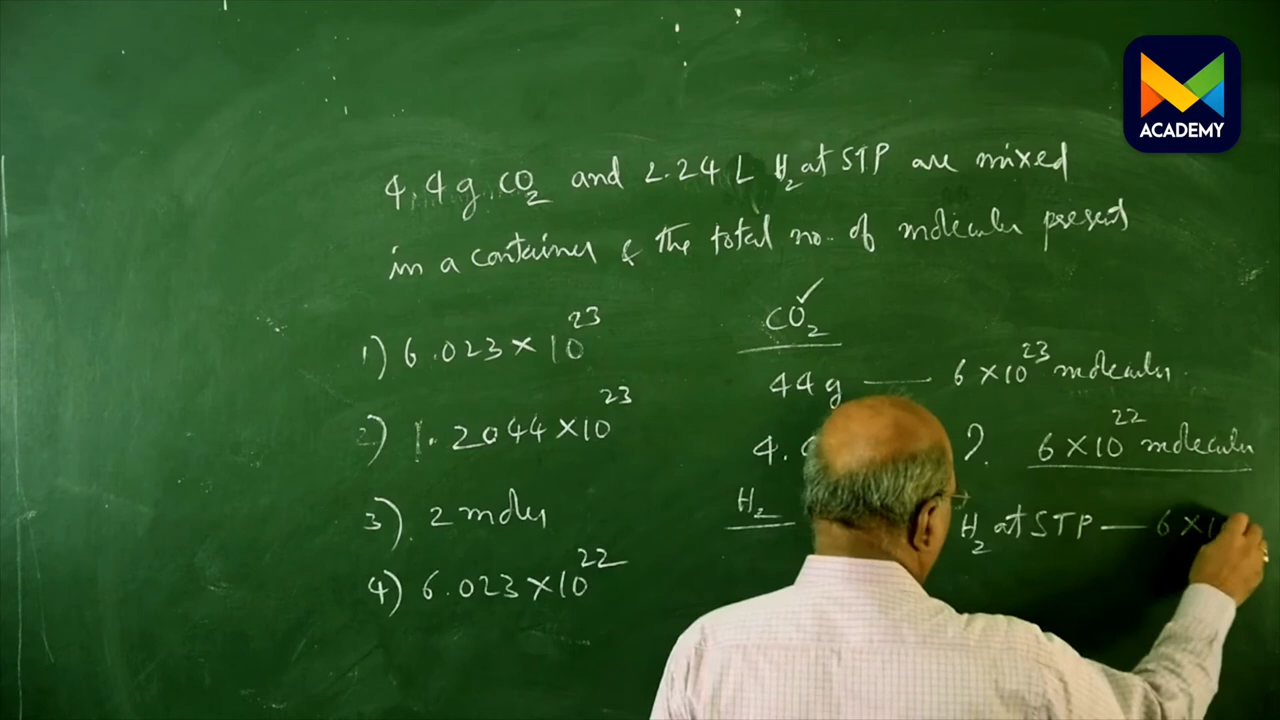 ACADEMY
4.4 g CO2 and 2.24 L H2 at STP are mixed
in a container & the total no. of molecules present
1) 6.023 × 10^23
2) 1.2044 × 10^23
3) .2 moles
4) 6.023 × 10^22
CO2 ✓
44 g — 6 × 10^23 molecules.
4. ?. 6 × 10^22 molecules
H2 H2 at STP — 6 × 1